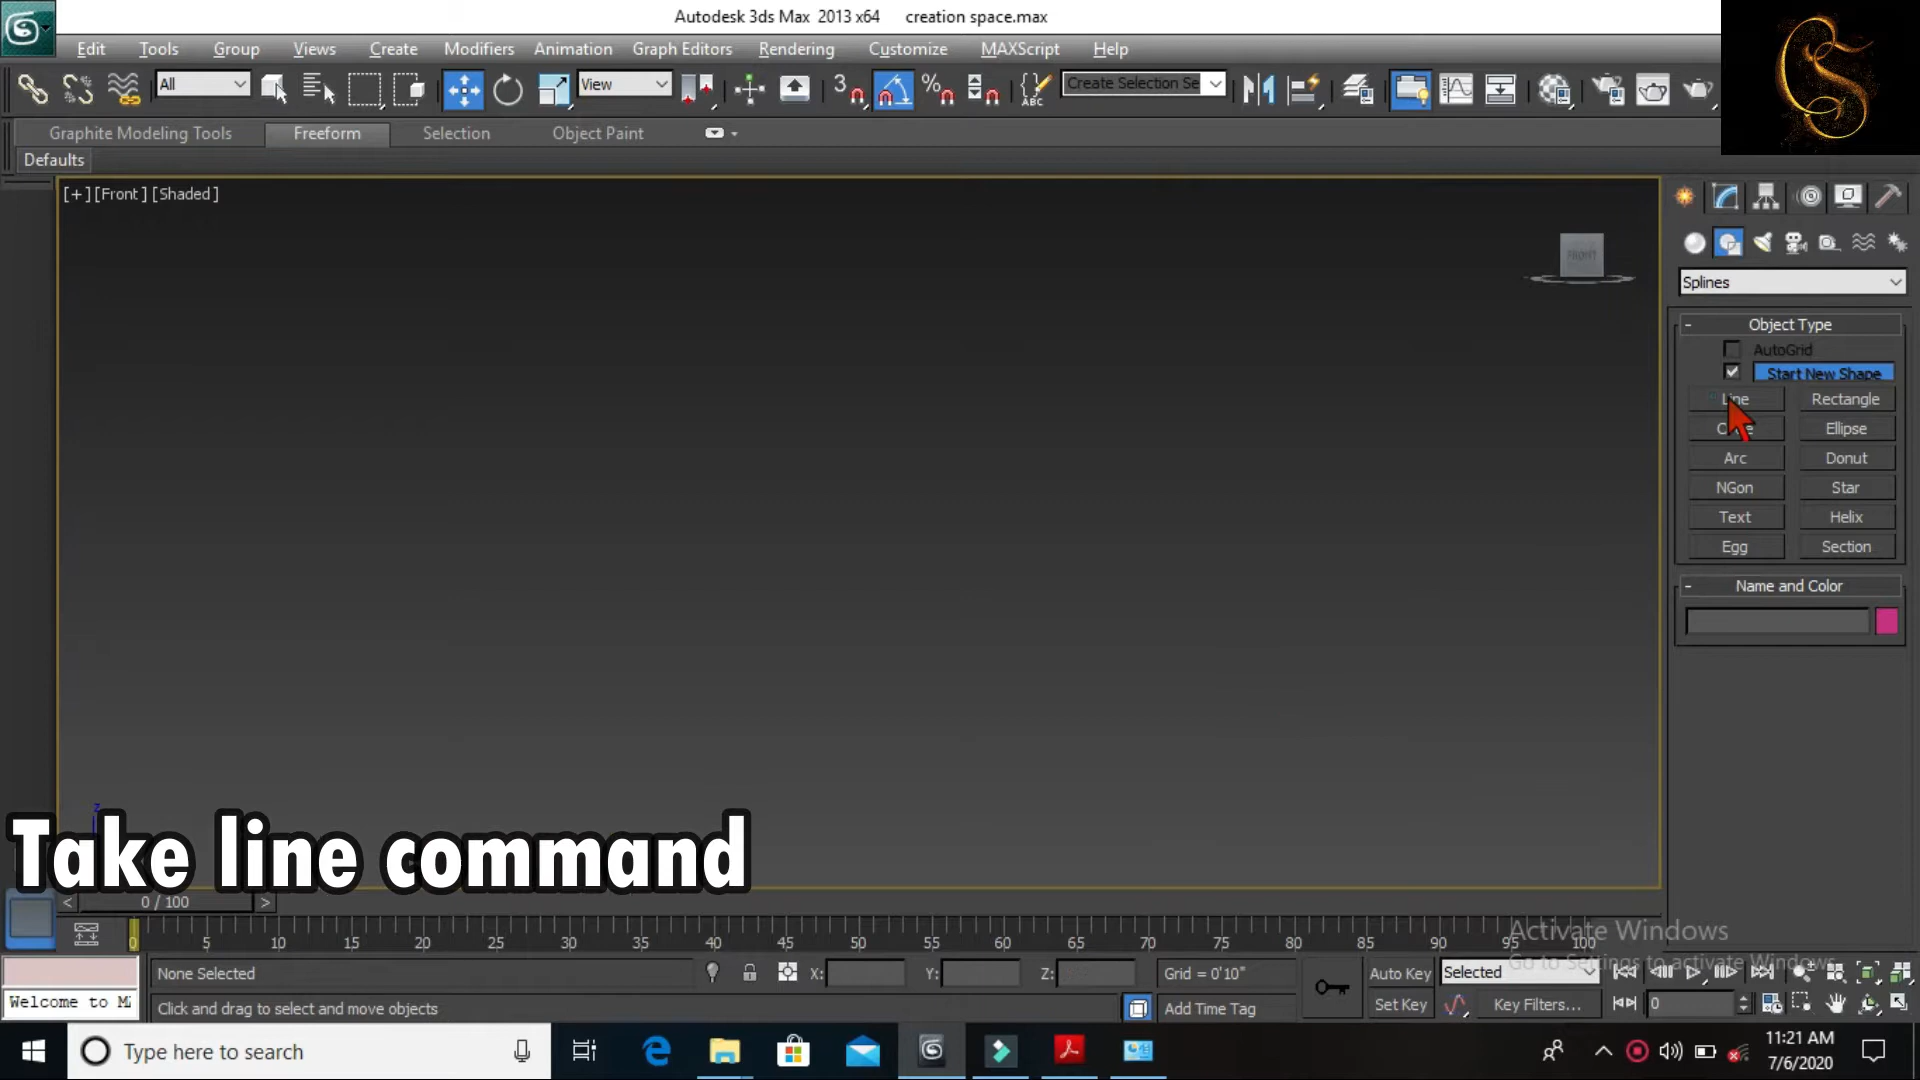 Autodesk 3ds Max 2013 x64 creation space.max
Edit Tools Group Views Create Modifiers Animation Graph Editors Rendering Customize MAXScript Help
All View 3 % ABC Create Selection Se
Graphite Modeling Tools Freeform Selection Object Paint
Defaults
[+][Front][Shaded]
FRONT
Splines
Object Type
AutoGrid
Start New Shape
Line Rectangle
Ellipse
Arc Donut
NGon Star
Text Helix
Egg Section
Name and Color
z
Take line command
< 0 / 100 >
0 5 10 15 20 25 30 35 40 45 50 55 60 65 70 75 80 85 90 95 100
Activate Windows
Go to Settings to activate Windows.
None Selected X: Y: Z: Grid = 0'10" Auto Key Selected
Welcome to M
Click and drag to select and move objects Add Time Tag Set Key Key Filters... 0
Type here to search
11:21 AM
7/6/2020